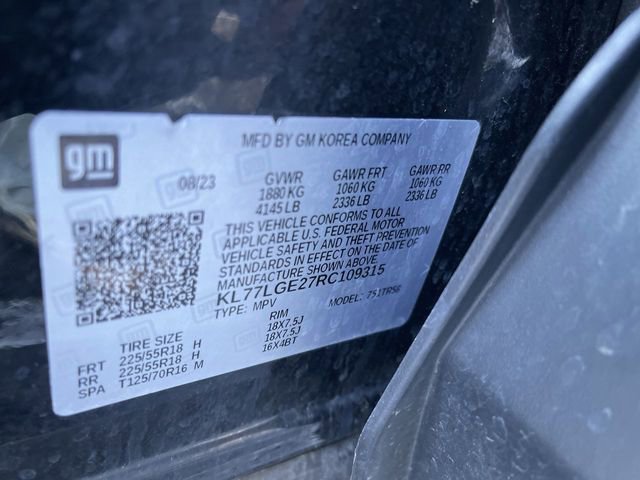 gm
MFD BY GM KOREA COMPANY
08/23 GVWR GAWR FRT GAWR RR
1880 KG 1060 KG 1060 KG
4145 LB 2336 LB 2336 LB
THIS VEHICLE CONFORMS TO ALL
APPLICABLE U.S. FEDERAL MOTOR
VEHICLE SAFETY AND THEFT PREVENTION
STANDARDS IN EFFECT ON THE DATE OF
MANUFACTURE SHOWN ABOVE.
KL77LGE27RC109315
TYPE: MPV MODEL: 751TR56
TIRE SIZE RIM
FRT 225/55R18 H 18X7.5J
RR 225/55R18 H 18X7.5J
SPA T125/70R16 M 16X4BT